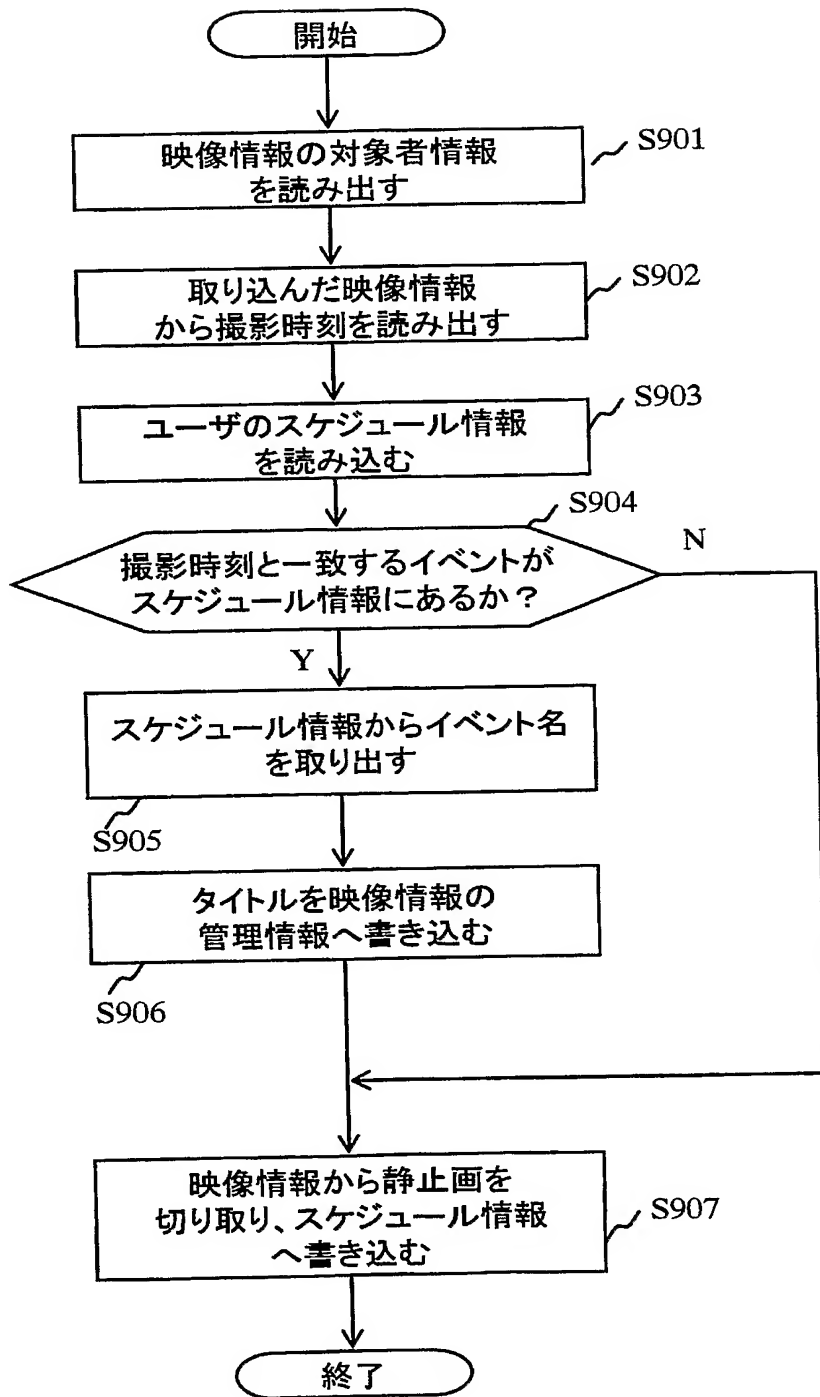 開始
映像情報の対象者情報
を読み出す
S901
取り込んだ映像情報
から撮影時刻を読み出す
S902
ユーザのスケジュール情報
を読み込む
S903
S904
撮影時刻と一致するイベントが
スケジュール情報にあるか？
N
Y
スケジュール情報からイベント名
を取り出す
S905
タイトルを映像情報の
管理情報へ書き込む
S906
映像情報から静止画を
切り取り、スケジュール情報
へ書き込む
S907
終了